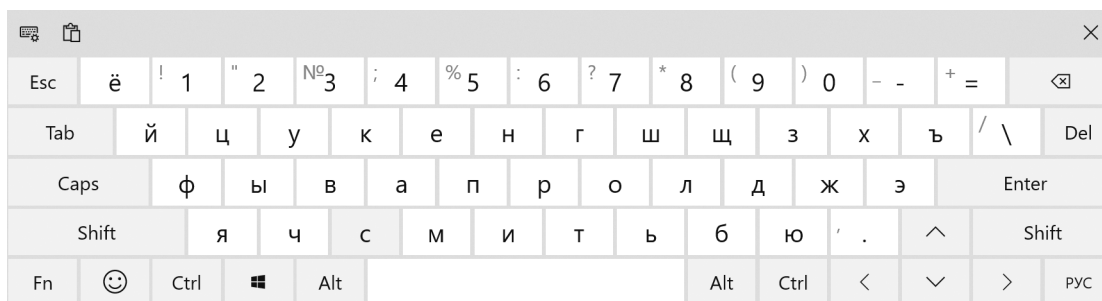 Esc ё ! 1 " 2 № 3 ; 4 % 5 : 6 ? 7 * 8 ( 9 ) 0 _ - + =
Tab й ц у к е н г ш щ з х ъ / \ Del
Caps ф ы в а п р о л д ж э Enter
Shift я ч с м и т ь б ю , . Shift
Fn Ctrl Alt Alt Ctrl РУС